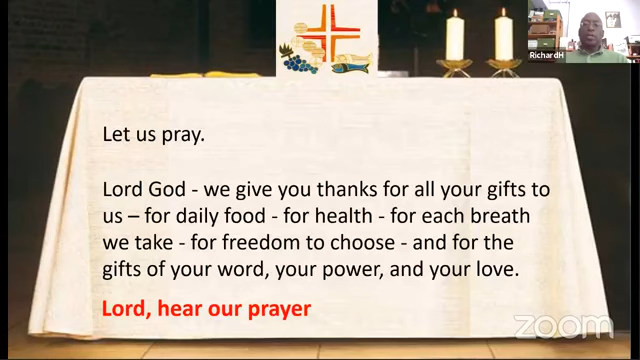 RichardH
Let us pray.
Lord God - we give you thanks for all your gifts to
us – for daily food - for health - for each breath
we take - for freedom to choose - and for the
gifts of your word, your power, and your love.
Lord, hear our prayer
zoom